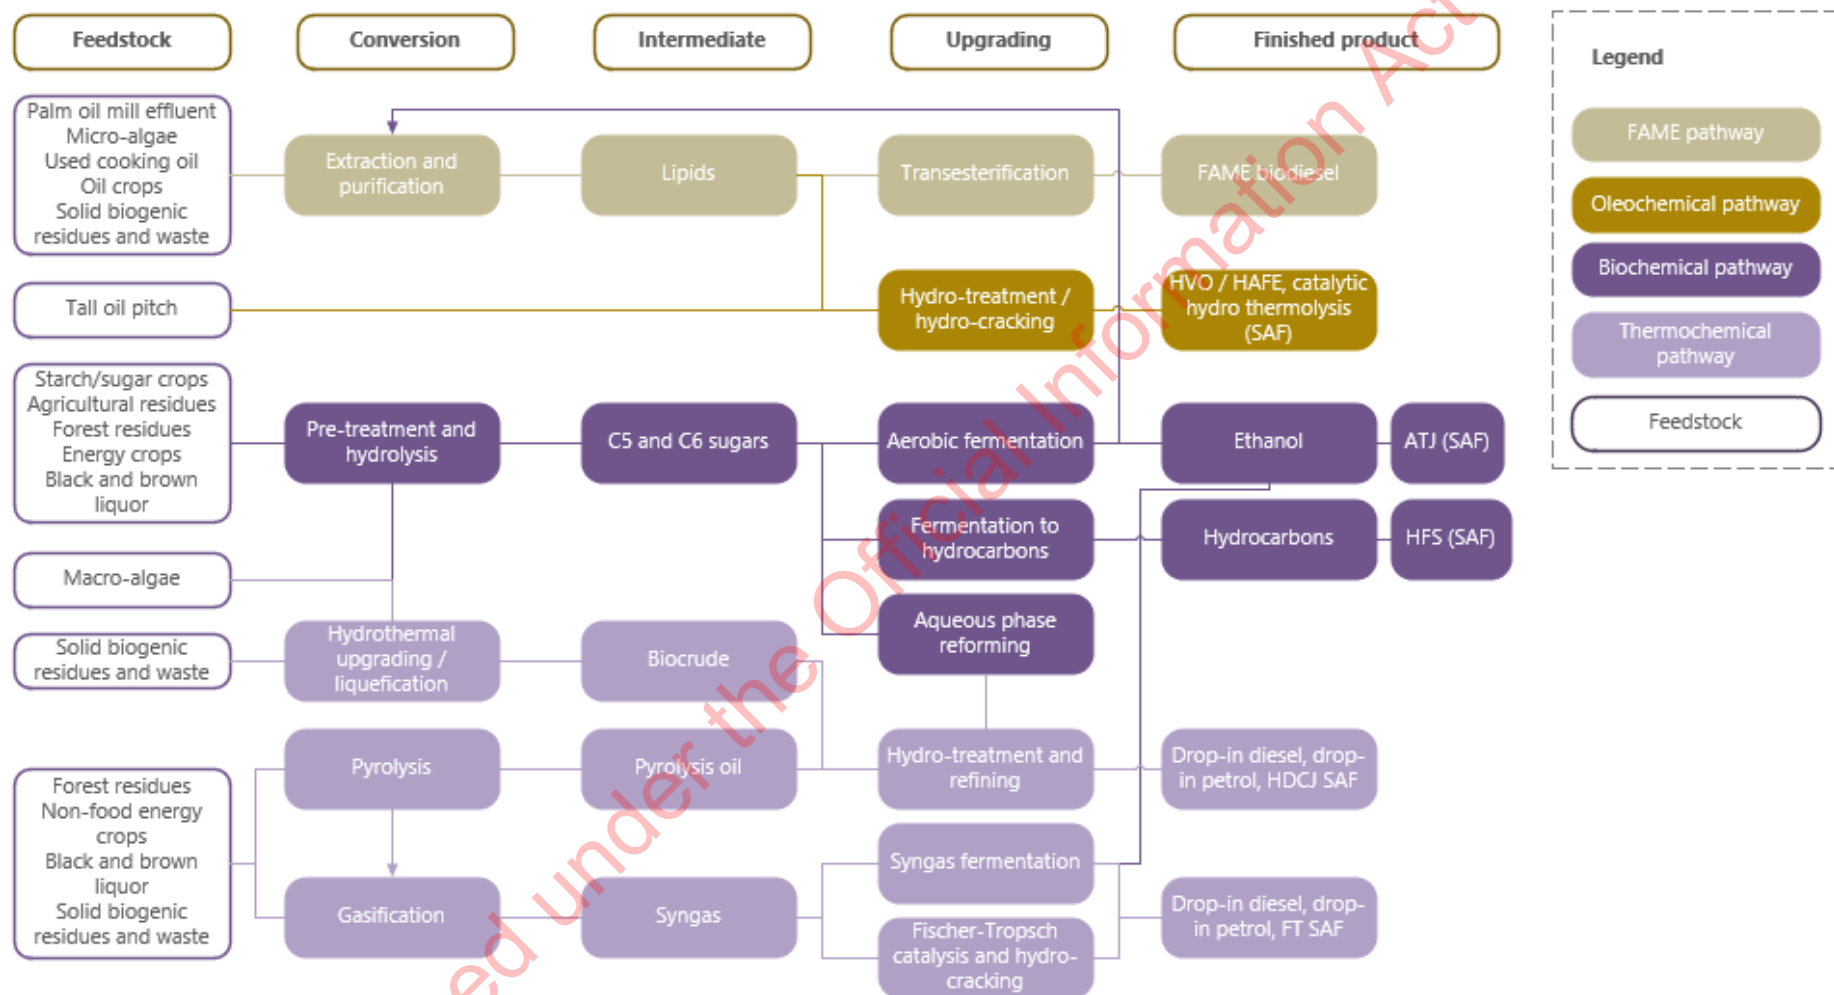 Feedstock
Conversion
Intermediate
Upgrading
Finished product
Legend
Palm oil mill effluent
Micro-algae
Used cooking oil
Oil crops
Solid biogenic
residues and waste
Extraction and
purification
Lipids
Transesterification
FAME biodiesel
FAME pathway
Oleochemical pathway
Biochemical pathway
Thermochemical
pathway
Feedstock
Tall oil pitch
Hydro-treatment /
hydro-cracking
HVO / HAFE, catalytic
hydro thermolysis
(SAF)
Starch/sugar crops
Agricultural residues
Forest residues
Energy crops
Black and brown
liquor
Pre-treatment and
hydrolysis
C5 and C6 sugars
Aerobic fermentation
Ethanol
ATJ (SAF)
Fermentation to
hydrocarbons
Hydrocarbons
HFS (SAF)
Macro-algae
Aqueous phase
reforming
Solid biogenic
residues and waste
Hydrothermal
upgrading /
liquefication
Biocrude
Pyrolysis
Pyrolysis oil
Hydro-treatment and
refining
Drop-in diesel, drop-
in petrol, HDCJ SAF
Forest residues
Non-food energy
crops
Black and brown
liquor
Solid biogenic
residues and waste
Gasification
Syngas
Syngas fermentation
Fischer-Tropsch
catalysis and hydro-
cracking
Drop-in diesel, drop-
in petrol, FT SAF
under the Official Information Act